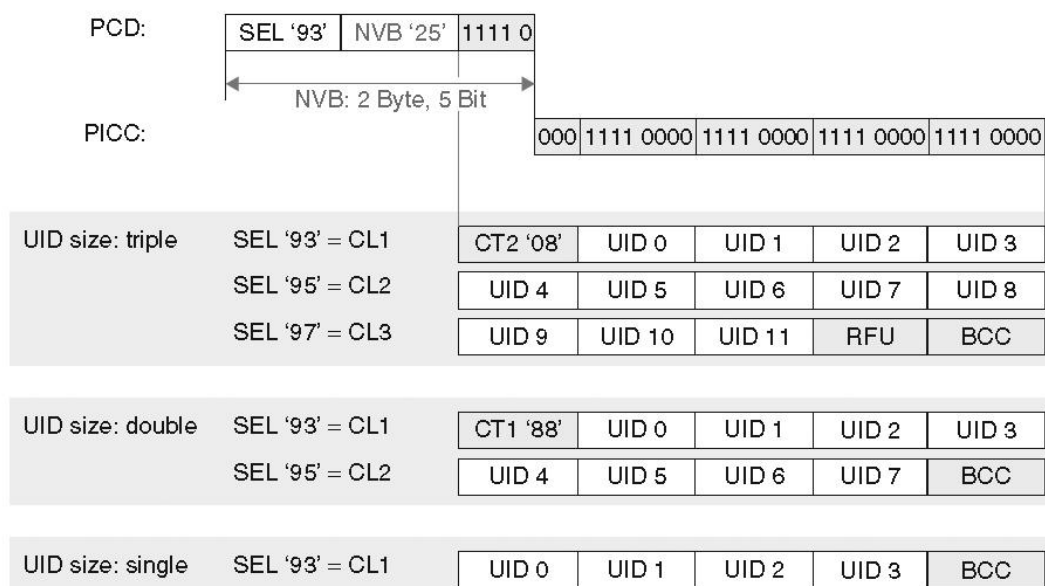 PCD: SEL ‘93’ NVB ‘25’ 1111 0
NVB: 2 Byte, 5 Bit
PICC: 000 1111 0000 1111 0000 1111 0000 1111 0000
UID size: triple SEL ‘93’ = CL1 CT2 ‘08’ UID 0 UID 1 UID 2 UID 3
SEL ‘95’ = CL2 UID 4 UID 5 UID 6 UID 7 UID 8
SEL ‘97’ = CL3 UID 9 UID 10 UID 11 RFU BCC
UID size: double SEL ‘93’ = CL1 CT1 ‘88’ UID 0 UID 1 UID 2 UID 3
SEL ‘95’ = CL2 UID 4 UID 5 UID 6 UID 7 BCC
UID size: single SEL ‘93’ = CL1 UID 0 UID 1 UID 2 UID 3 BCC